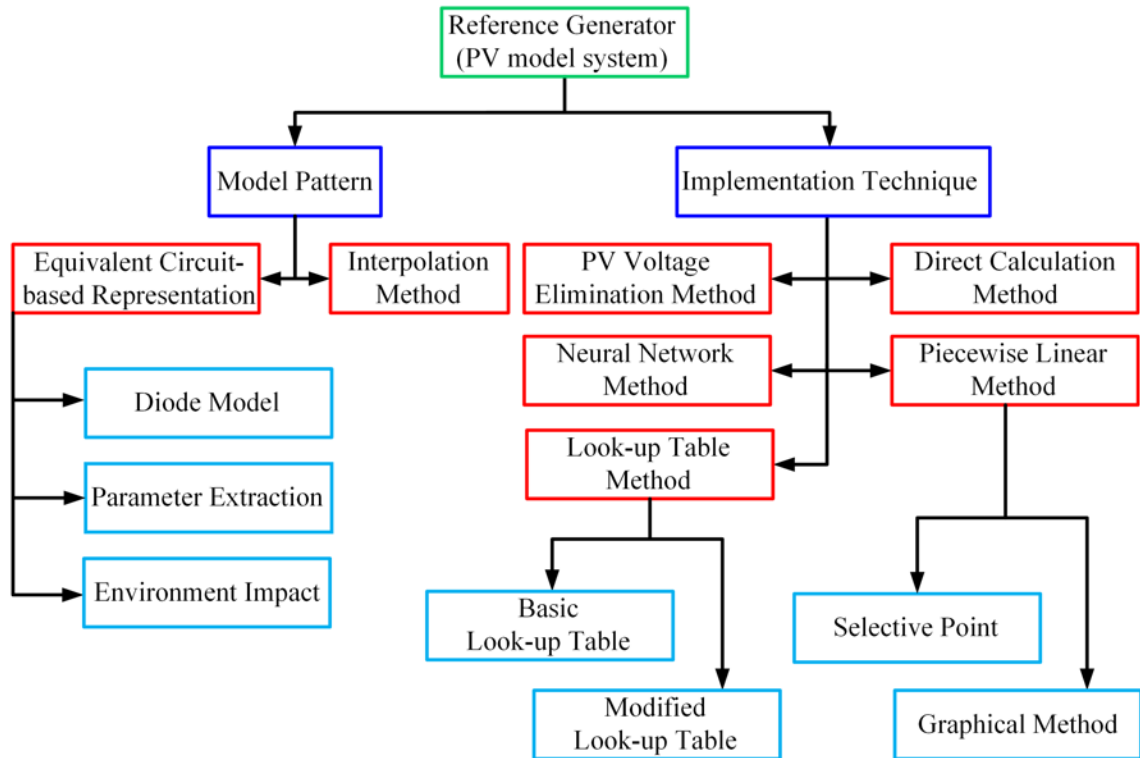 Reference Generator
(PV model system)
Model Pattern
Implementation Technique
Equivalent Circuit-
based Representation
Interpolation
Method
PV Voltage
Elimination Method
Direct Calculation
Method
Neural Network
Method
Piecewise Linear
Method
Diode Model
Look-up Table
Method
Parameter Extraction
Environment Impact
Basic
Look-up Table
Selective Point
Modified
Look-up Table
Graphical Method